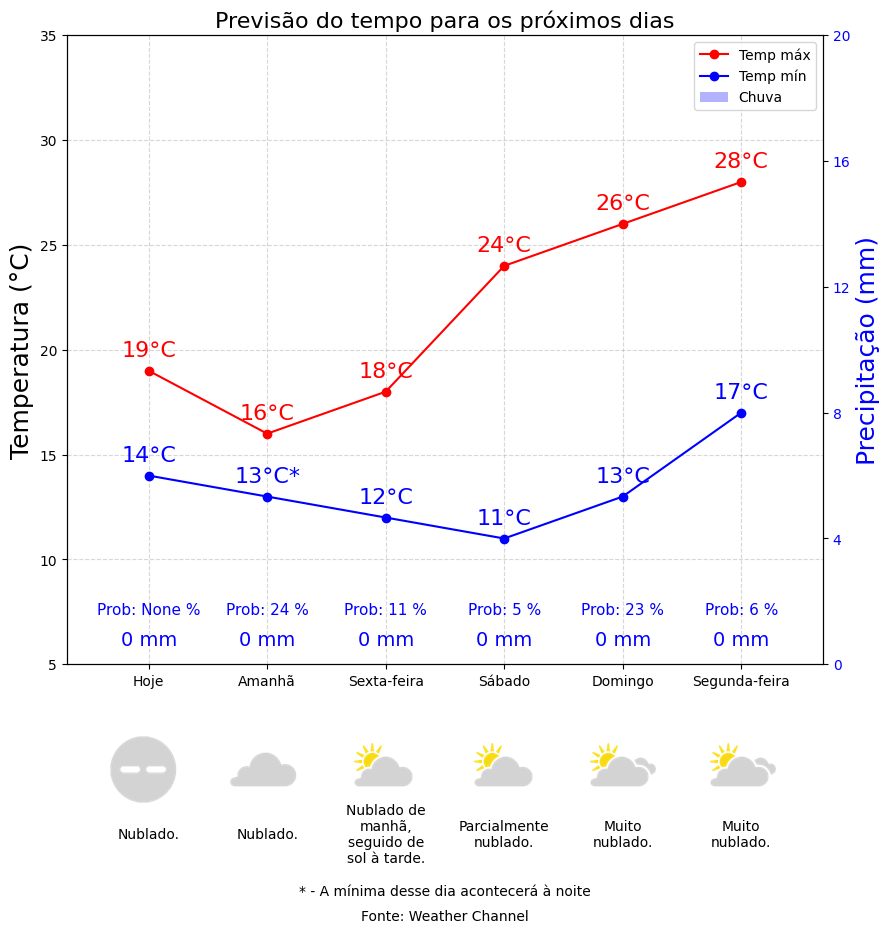 Previsão do tempo para os próximos dias
Temp máx
Temp mín
Chuva
Temperatura (°C)
35
30
25
20
15
10
5
Precipitação (mm)
20
16
12
8
4
0
19°C
16°C
18°C
24°C
26°C
28°C
14°C
13°C*
12°C
11°C
13°C
17°C
Prob: None % Prob: 24 % Prob: 11 % Prob: 5 % Prob: 23 % Prob: 6 %
0 mm 0 mm 0 mm 0 mm 0 mm 0 mm
Hoje Amanhã Sexta-feira Sábado Domingo Segunda-feira
Nublado.
Nublado.
Nublado de
manhã,
seguido de
sol à tarde.
Parcialmente
nublado.
Muito
nublado.
Muito
nublado.
* - A mínima desse dia acontecerá à noite
Fonte: Weather Channel